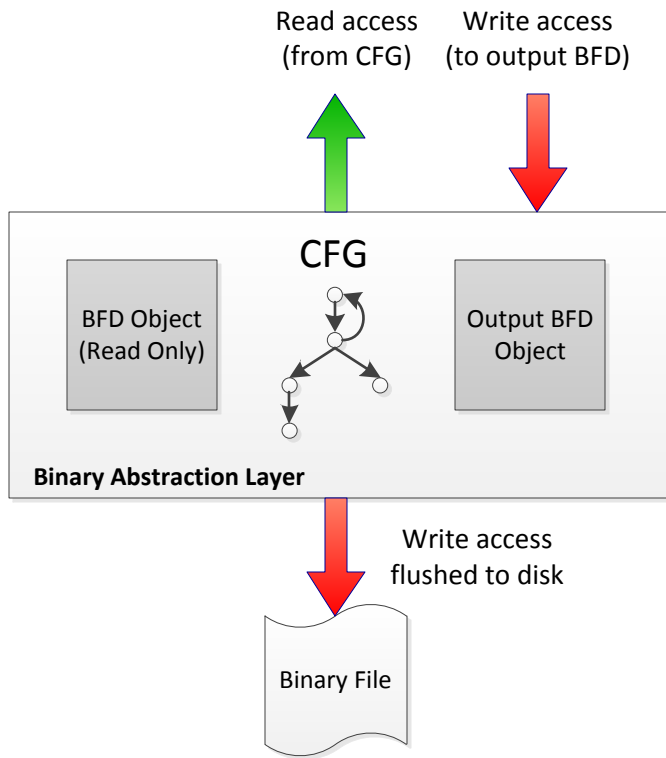 Read access
(from CFG)
Write access
(to output BFD)
CFG
BFD Object
(Read Only)
Output BFD
Object
Binary Abstraction Layer
Write access
flushed to disk
Binary File